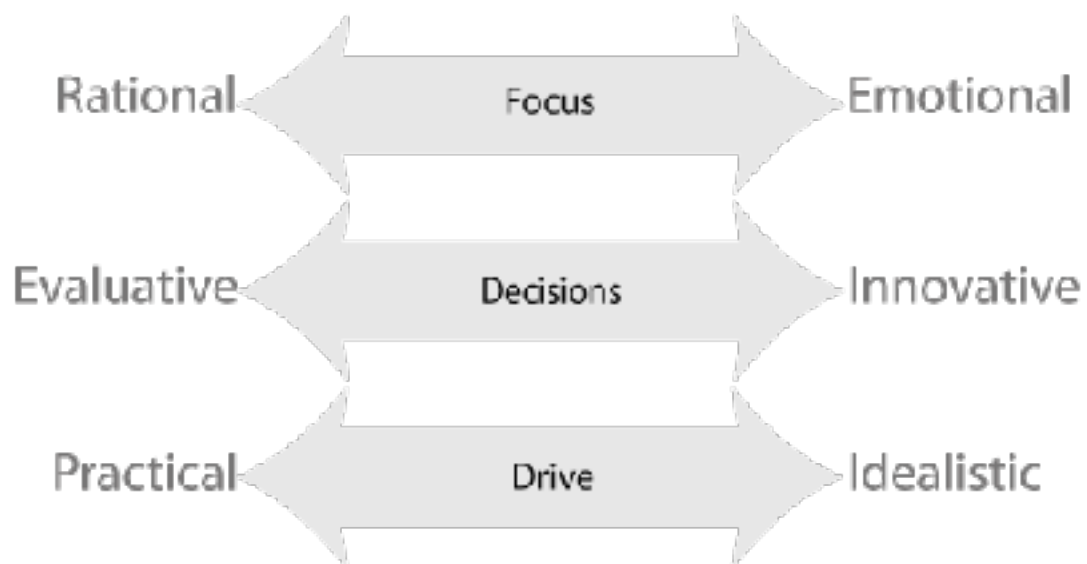 Rational Focus Emotional
Evaluative Decisions Innovative
Practical Drive Idealistic